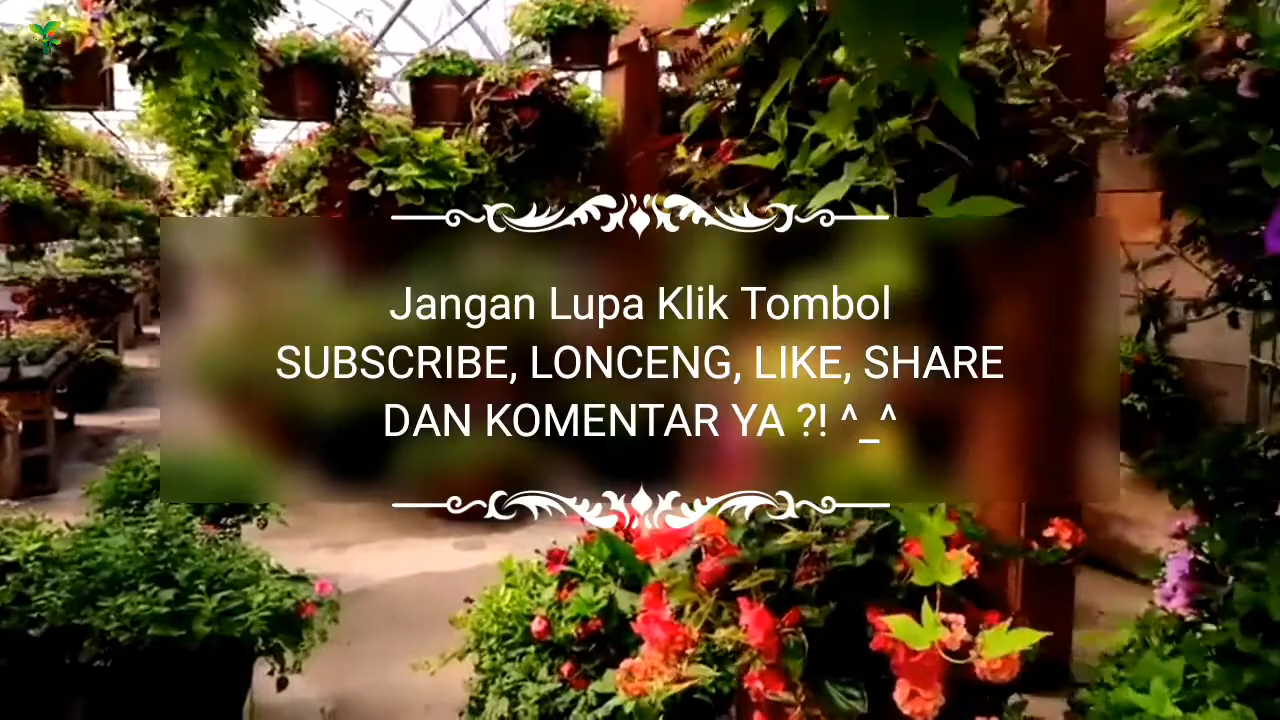 Jangan Lupa Klik Tombol
SUBSCRIBE, LONCENG, LIKE, SHARE
DAN KOMENTAR YA ?! ^_^